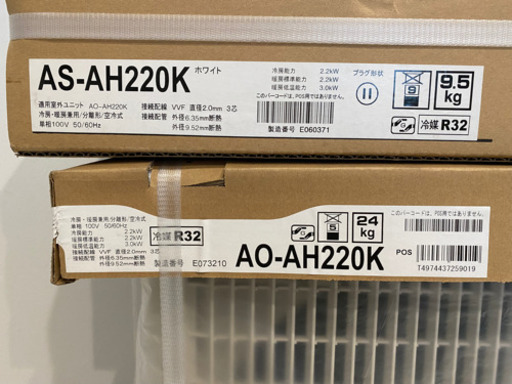 AS-AH220K
ホワイト
冷房能力 2.2kW
暖房標準能力 2.2kW
暖房低温能力 3.0kW
このバーコードは、POS用ではありません。
プラグ形状
9
9.5 kg
適用室外ユニット AO-AH220K
冷房・暖房兼用/分離形/空冷式
単相100V 50/60Hz
接続配線 VVF 直径2.0mm 3芯
接続配管 外径6.35mm断熱
外径9.52mm断熱
製造番号 E060371
冷媒 R32
冷房・暖房兼用/分離形/空冷式
単相100V 50/60Hz
冷房能力 2.2kW
暖房標準能力 2.2kW
暖房低温能力 3.0kW
接続配線 VVF 直径2.0mm 3芯
接続配管 外径6.35mm断熱
外径9.52mm断熱
冷媒 R32
製造番号 E073210
5
24 kg
AO-AH220K
このバーコードは、POS用ではありません。
POS
T4974437259019